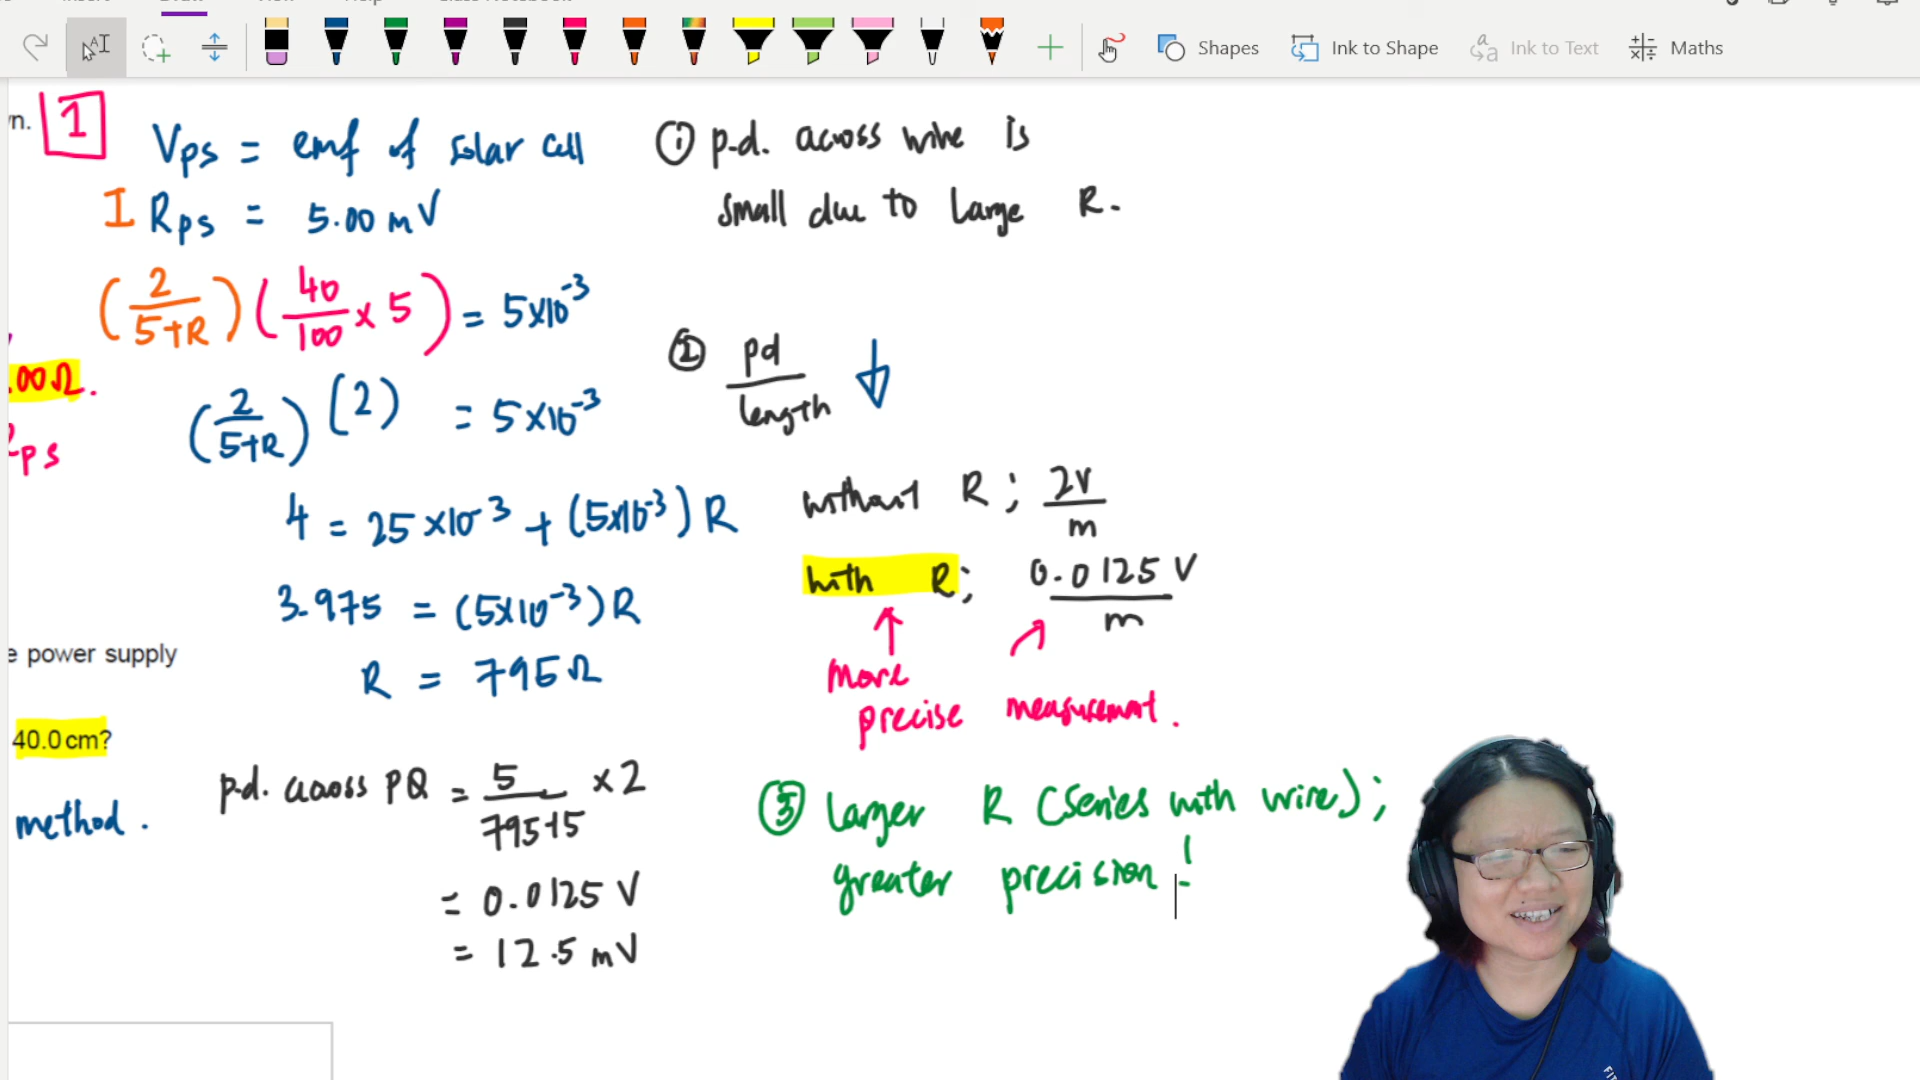 Shapes
Ink to Shape
Ink to Text
Maths
n.
1
Vps = emf of solar cell
I Rps = 5.00 mV
(2/5+R)(40/100 × 5) = 5×10⁻³
.00Ω.
(2/5+R)(2) = 5×10⁻³
ps
4 = 25×10⁻³ + (5×10⁻³)R
3.975 = (5×10⁻³)R
e power supply
R = 795Ω
40.0 cm?
method.
p.d. across PQ = 5/795+5 × 2
= 0.0125 V
= 12.5 mV
① p.d. across wire is
small due to large R.
② pd/length ↓
without R; 2V/m
with R; 0.0125 V/m
more
precise measurement.
③ larger R (series with wire);
greater precision!